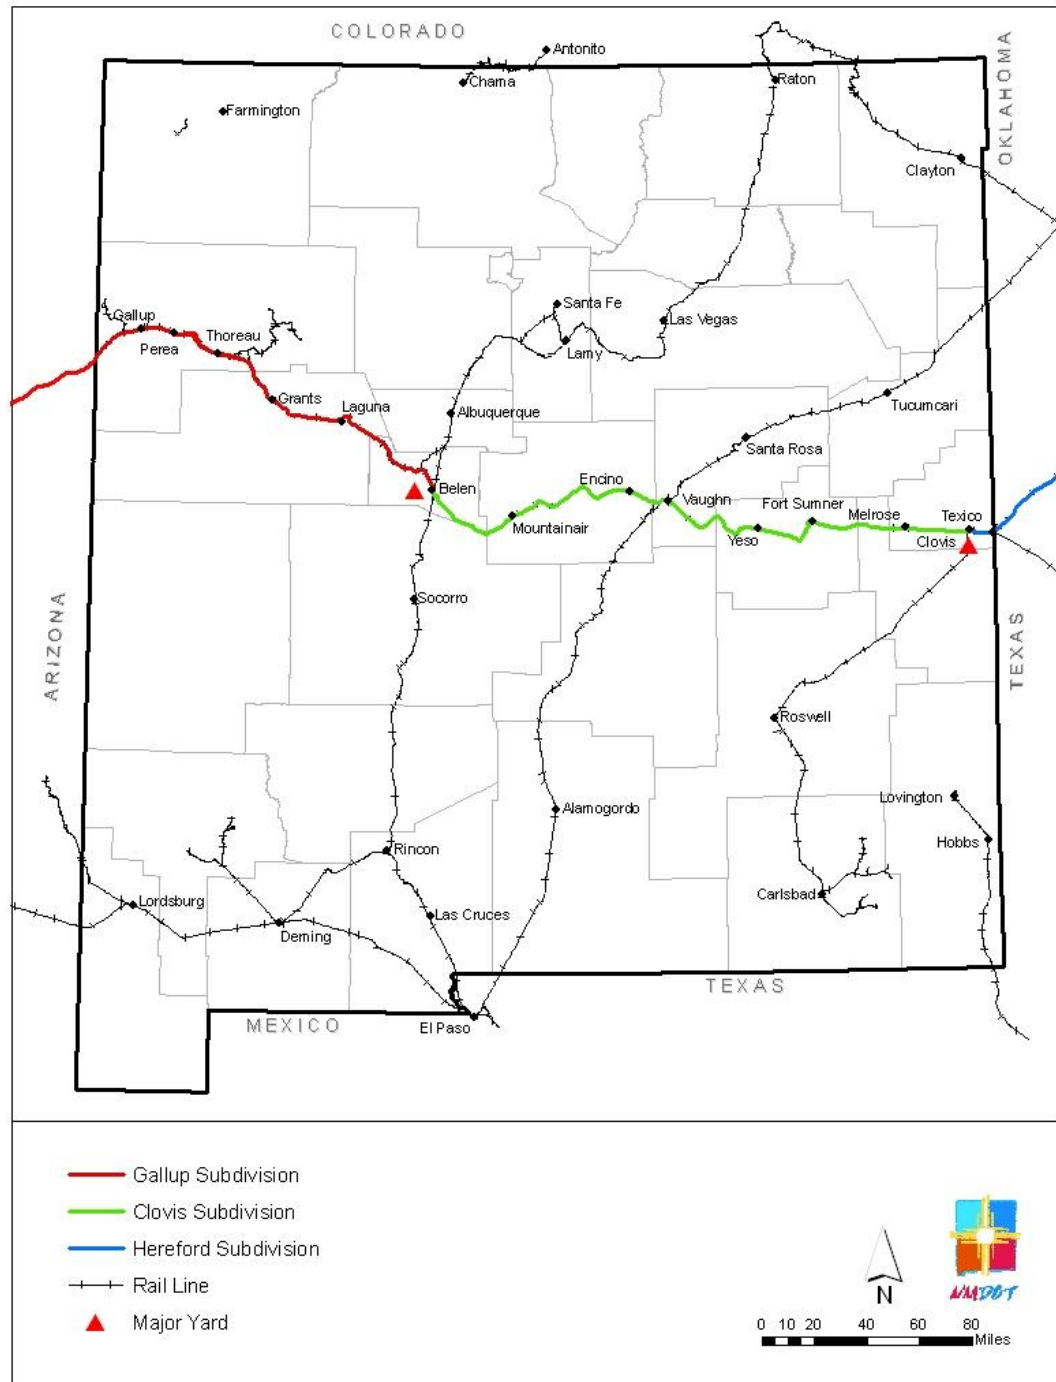 COLORADO
Antonito
Chama
Raton
OKLAHOMA
Farmington
Clayton
Santa Fe
Gallup
Las Vegas
Perea
Thoreau
Lamy
Grants
Laguna
Albuquerque
Tucumcari
Santa Rosa
Belen
Encino
Vaughn
Fort Sumner
Melrose
Texico
Mountainair
Yeso
Clovis
ARIZONA
Socorro
TEXAS
Roswell
Alamogordo
Lovington
Hobbs
Rincon
Carlsbad
Lordsburg
Las Cruces
Deming
TEXAS
MEXICO
El Paso
Gallup Subdivision
Clovis Subdivision
Hereford Subdivision
Rail Line
Major Yard
N
NMDOT
0 10 20 40 60 80
Miles